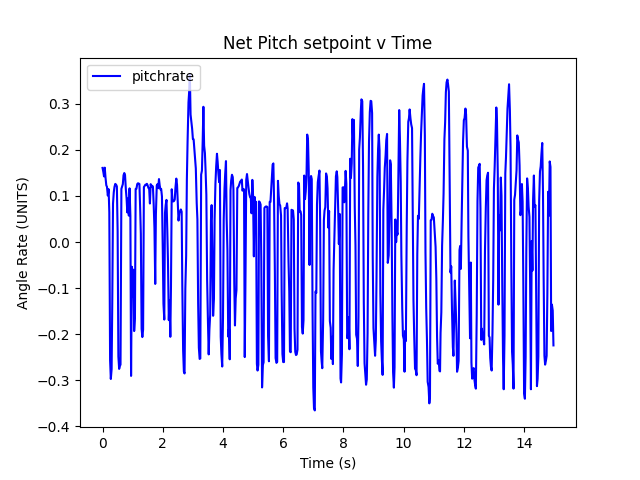 Net Pitch setpoint v Time
pitchrate
0.3
0.2
0.1
0.0
−0.1
−0.2
−0.3
−0.4
Angle Rate (UNITS)
0 2 4 6 8 10 12 14
Time (s)